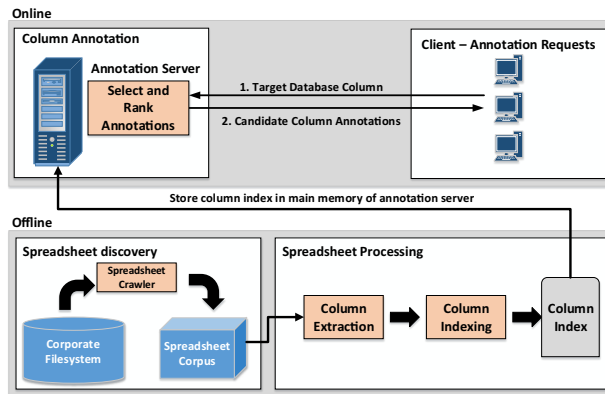 Online
Column Annotation
Annotation Server
Select and
Rank
Annotations
1. Target Database Column
2. Candidate Column Annotations
Client – Annotation Requests
Store column index in main memory of annotation server
Offline
Spreadsheet discovery
Spreadsheet
Crawler
Corporate
Filesystem
Spreadsheet
Corpus
Spreadsheet Processing
Column
Extraction
Column
Indexing
Column
Index